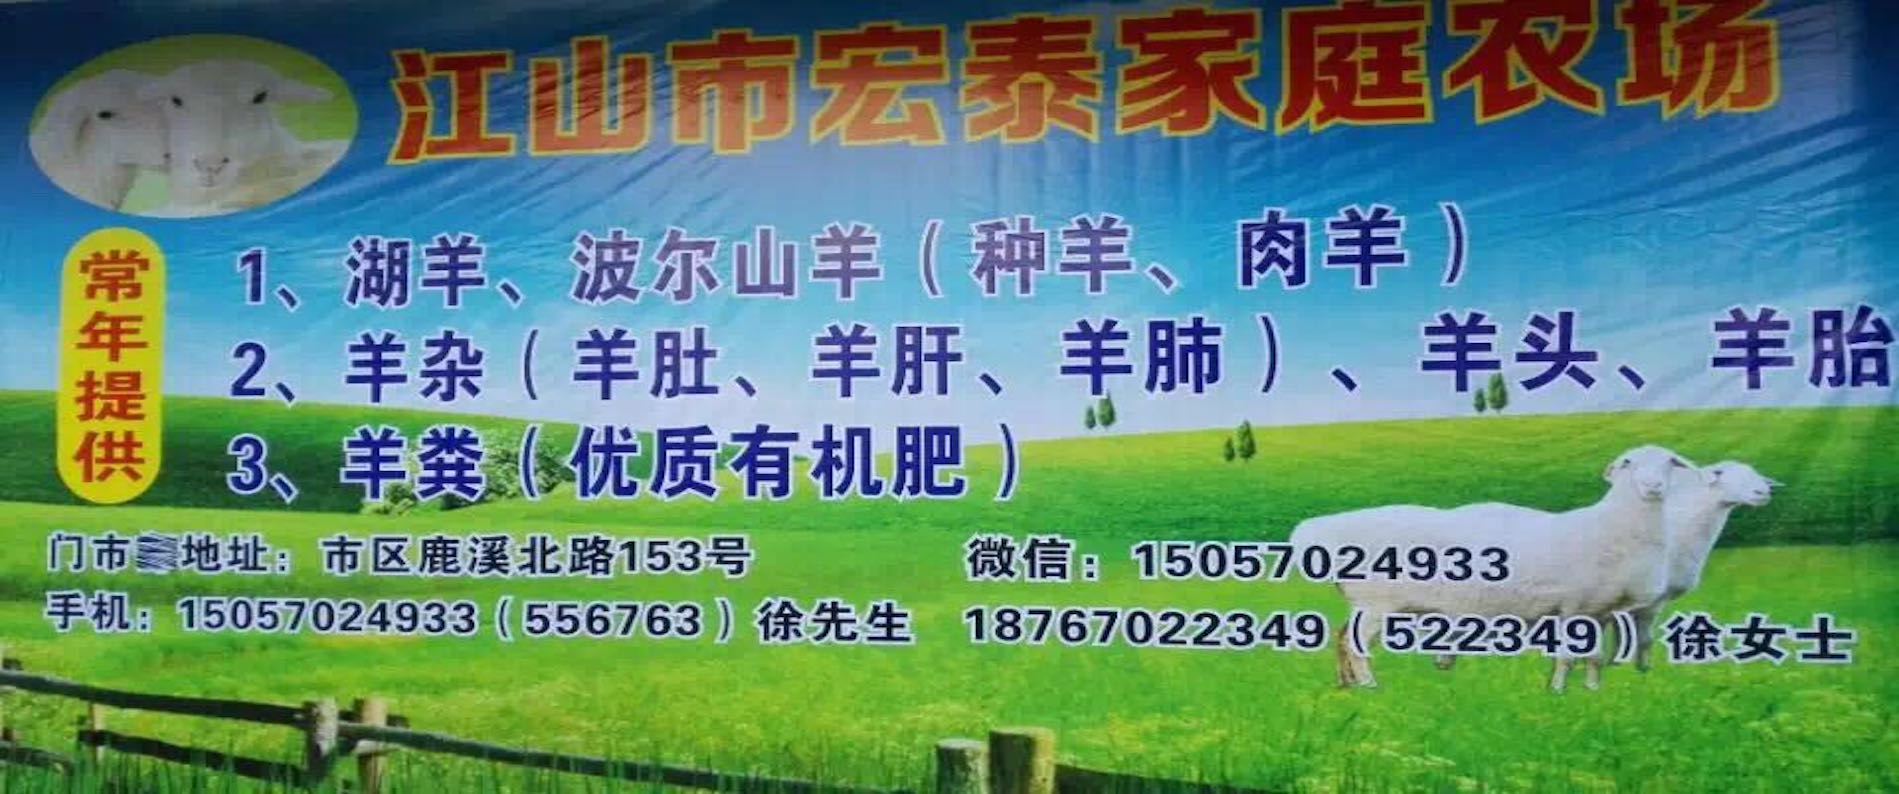 江山市宏泰家庭农场
常年提供
1、湖羊、波尔山羊（种羊、肉羊）
2、羊杂（羊肚、羊肝、羊肺）、羊头、羊胎
3、羊粪（优质有机肥）
门市地址：市区鹿溪北路153号 微信：15057024933
手机：15057024933（556763）徐先生 18767022349（522349）徐女士